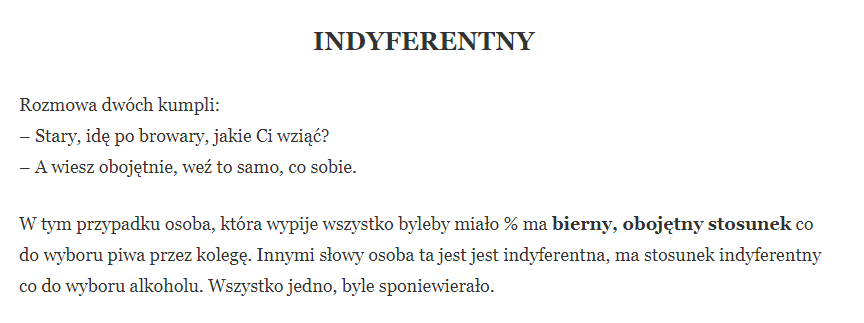 INDYFERENTNY
Rozmowa dwóch kumpli:
– Stary, idę po browary, jakie Ci wziąć?
– A wiesz obojętnie, weź to samo, co sobie.
W tym przypadku osoba, która wypije wszystko byleby miało % ma bierny, obojętny stosunek co
do wyboru piwa przez kolegę. Innymi słowy osoba ta jest jest indyferentna, ma stosunek indyferentny
co do wyboru alkoholu. Wszystko jedno, byle sponiewierało.